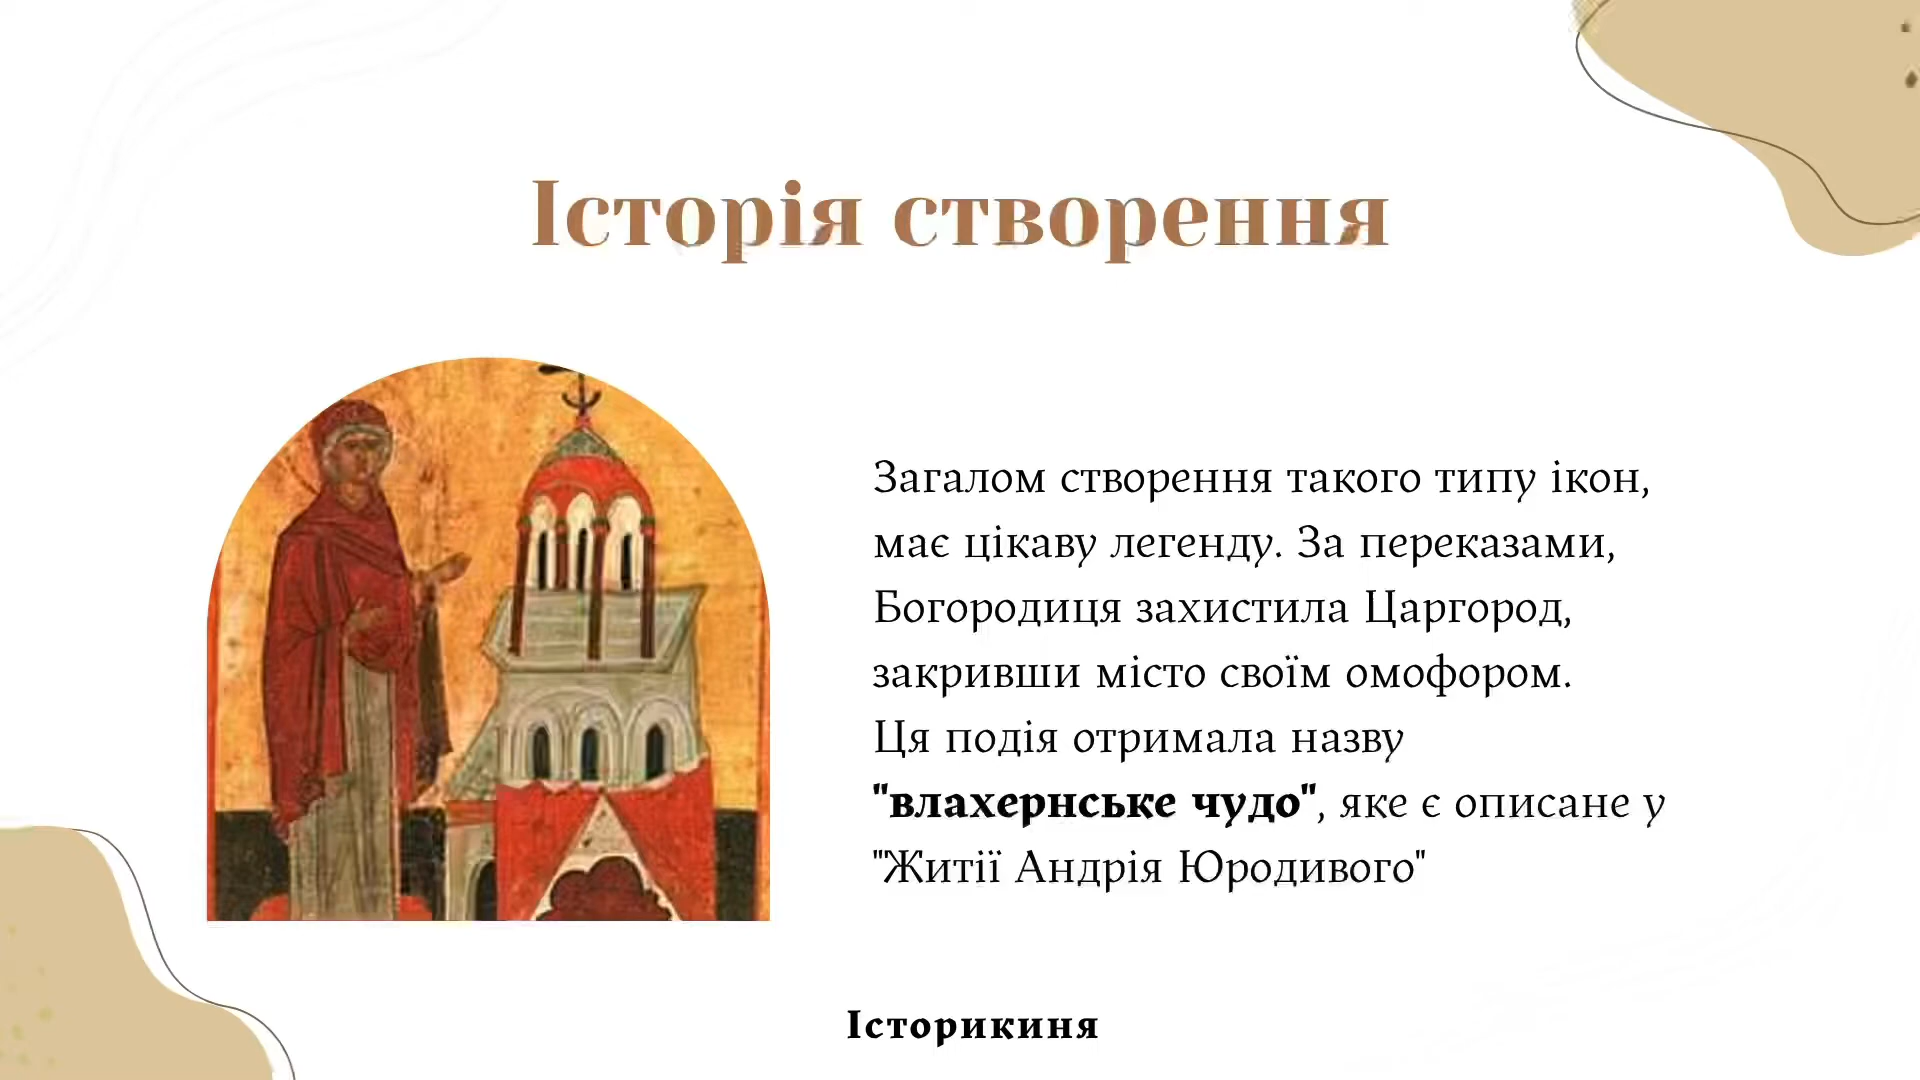 Історія створення
Загалом створення такого типу ікон,
має цікаву легенду. За переказами,
Богородиця захистила Царгород,
закривши місто своїм омофором.
Ця подія отримала назву
"влахернське чудо", яке є описане у
"Житії Андрія Юродивого"
Історикиня